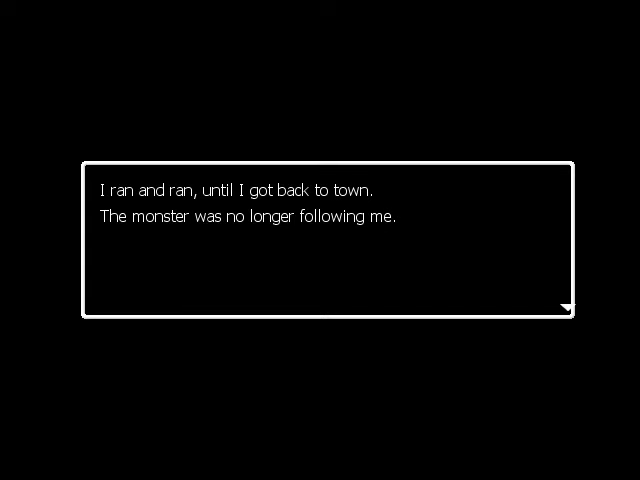 I ran and ran, until I got back to town.
The monster was no longer following me.